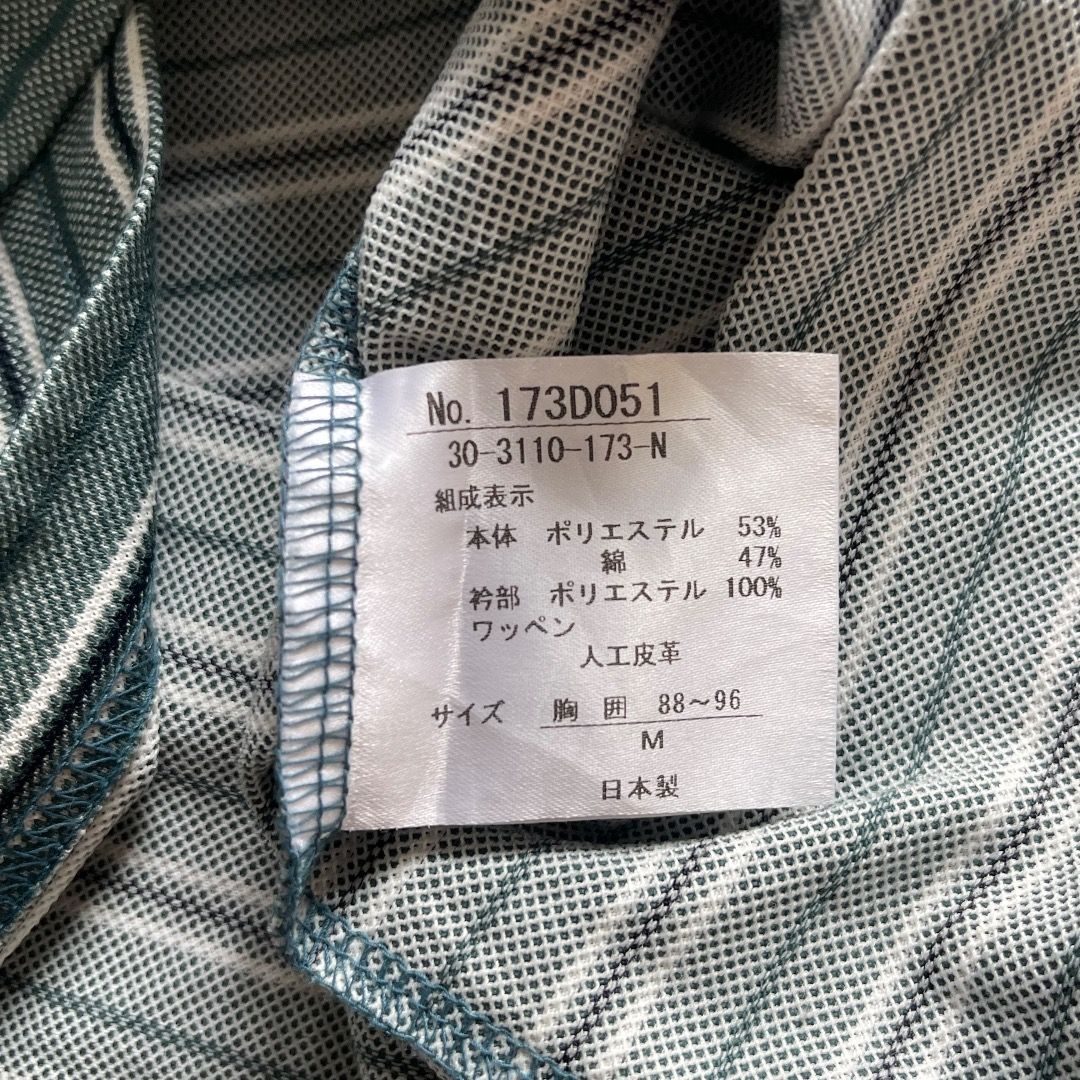 No. 173D051
30-3110-173-N
組成表示
本体 ポリエステル 53%
綿 47%
衿部 ポリエステル 100%
ワッペン
人工皮革
サイズ 胸囲 88〜96
M
日本製